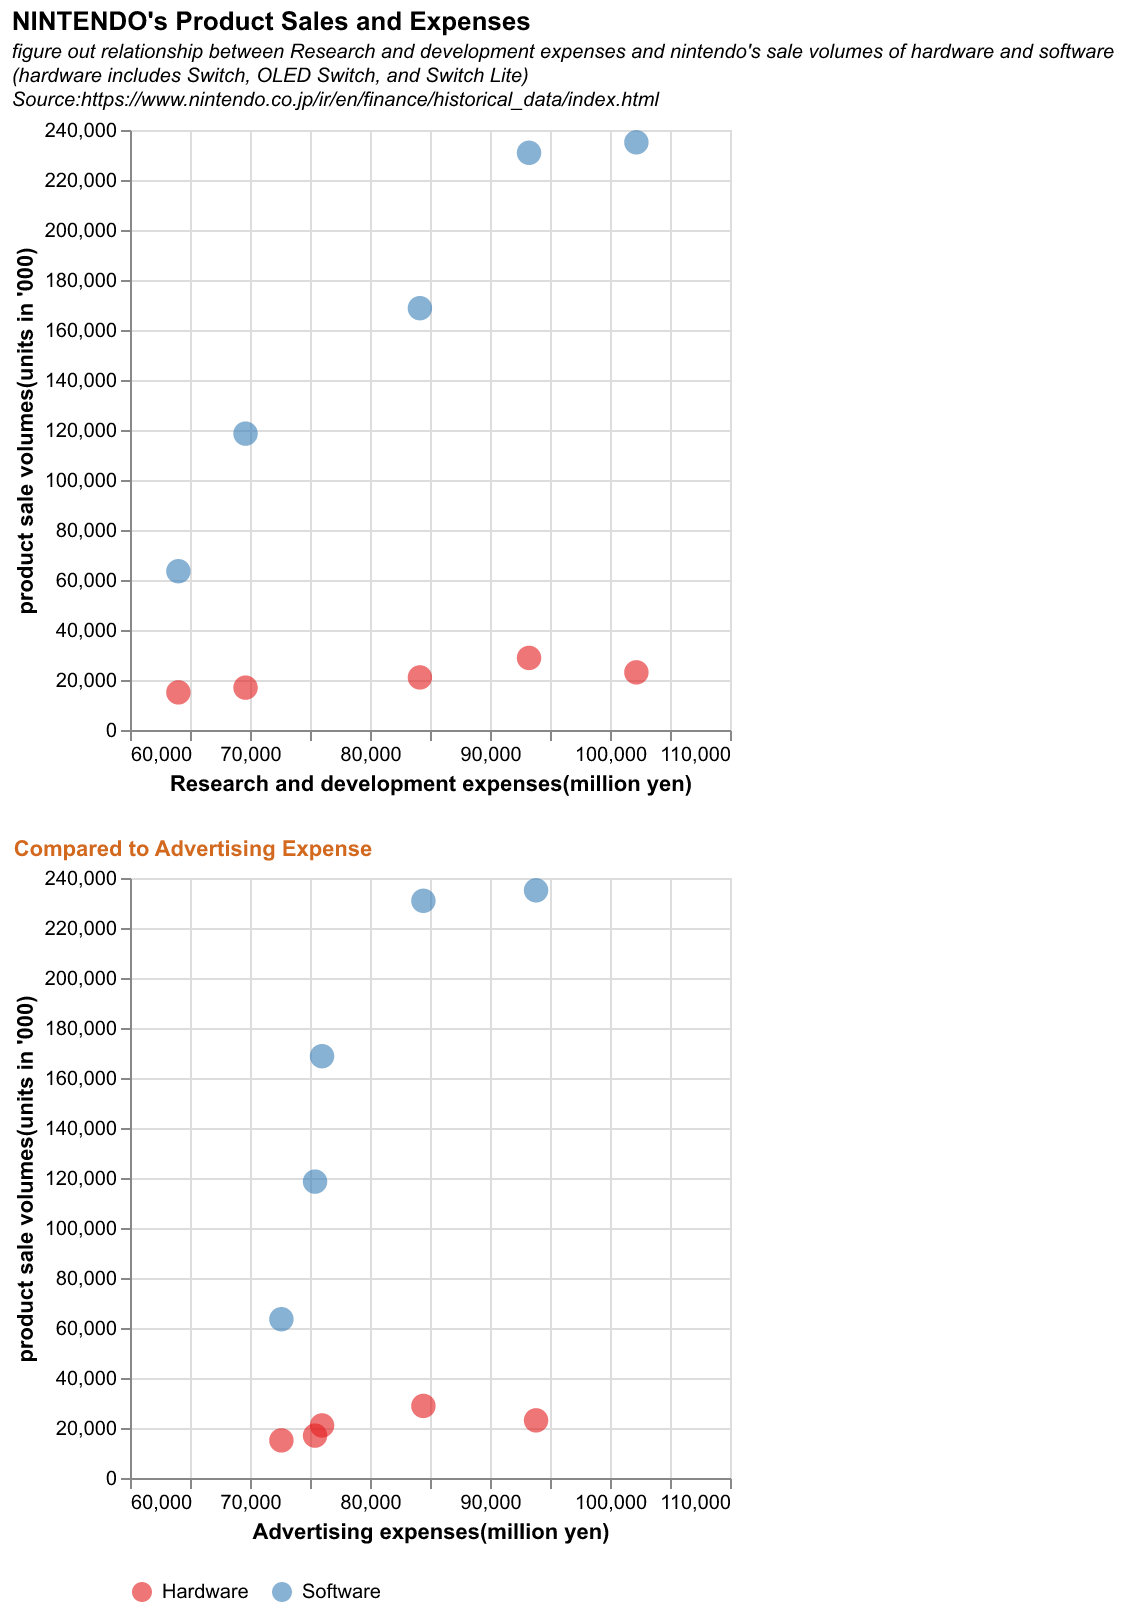 NINTENDO's Product Sales and Expenses
figure out relationship between Research and development expenses and nintendo's sale volumes of hardware and software
(hardware includes Switch, OLED Switch, and Switch Lite)
Source:https://www.nintendo.co.jp/ir/en/finance/historical_data/index.html
240,000
220,000
200,000
180,000
160,000
140,000
120,000
100,000
80,000
60,000
40,000
20,000
0
product sale volumes(units in '000)
60,000 70,000 80,000 90,000 100,000 110,000
Research and development expenses(million yen)
Compared to Advertising Expense
240,000
220,000
200,000
180,000
160,000
140,000
120,000
100,000
80,000
60,000
40,000
20,000
0
product sale volumes(units in '000)
60,000 70,000 80,000 90,000 100,000 110,000
Advertising expenses(million yen)
Hardware Software